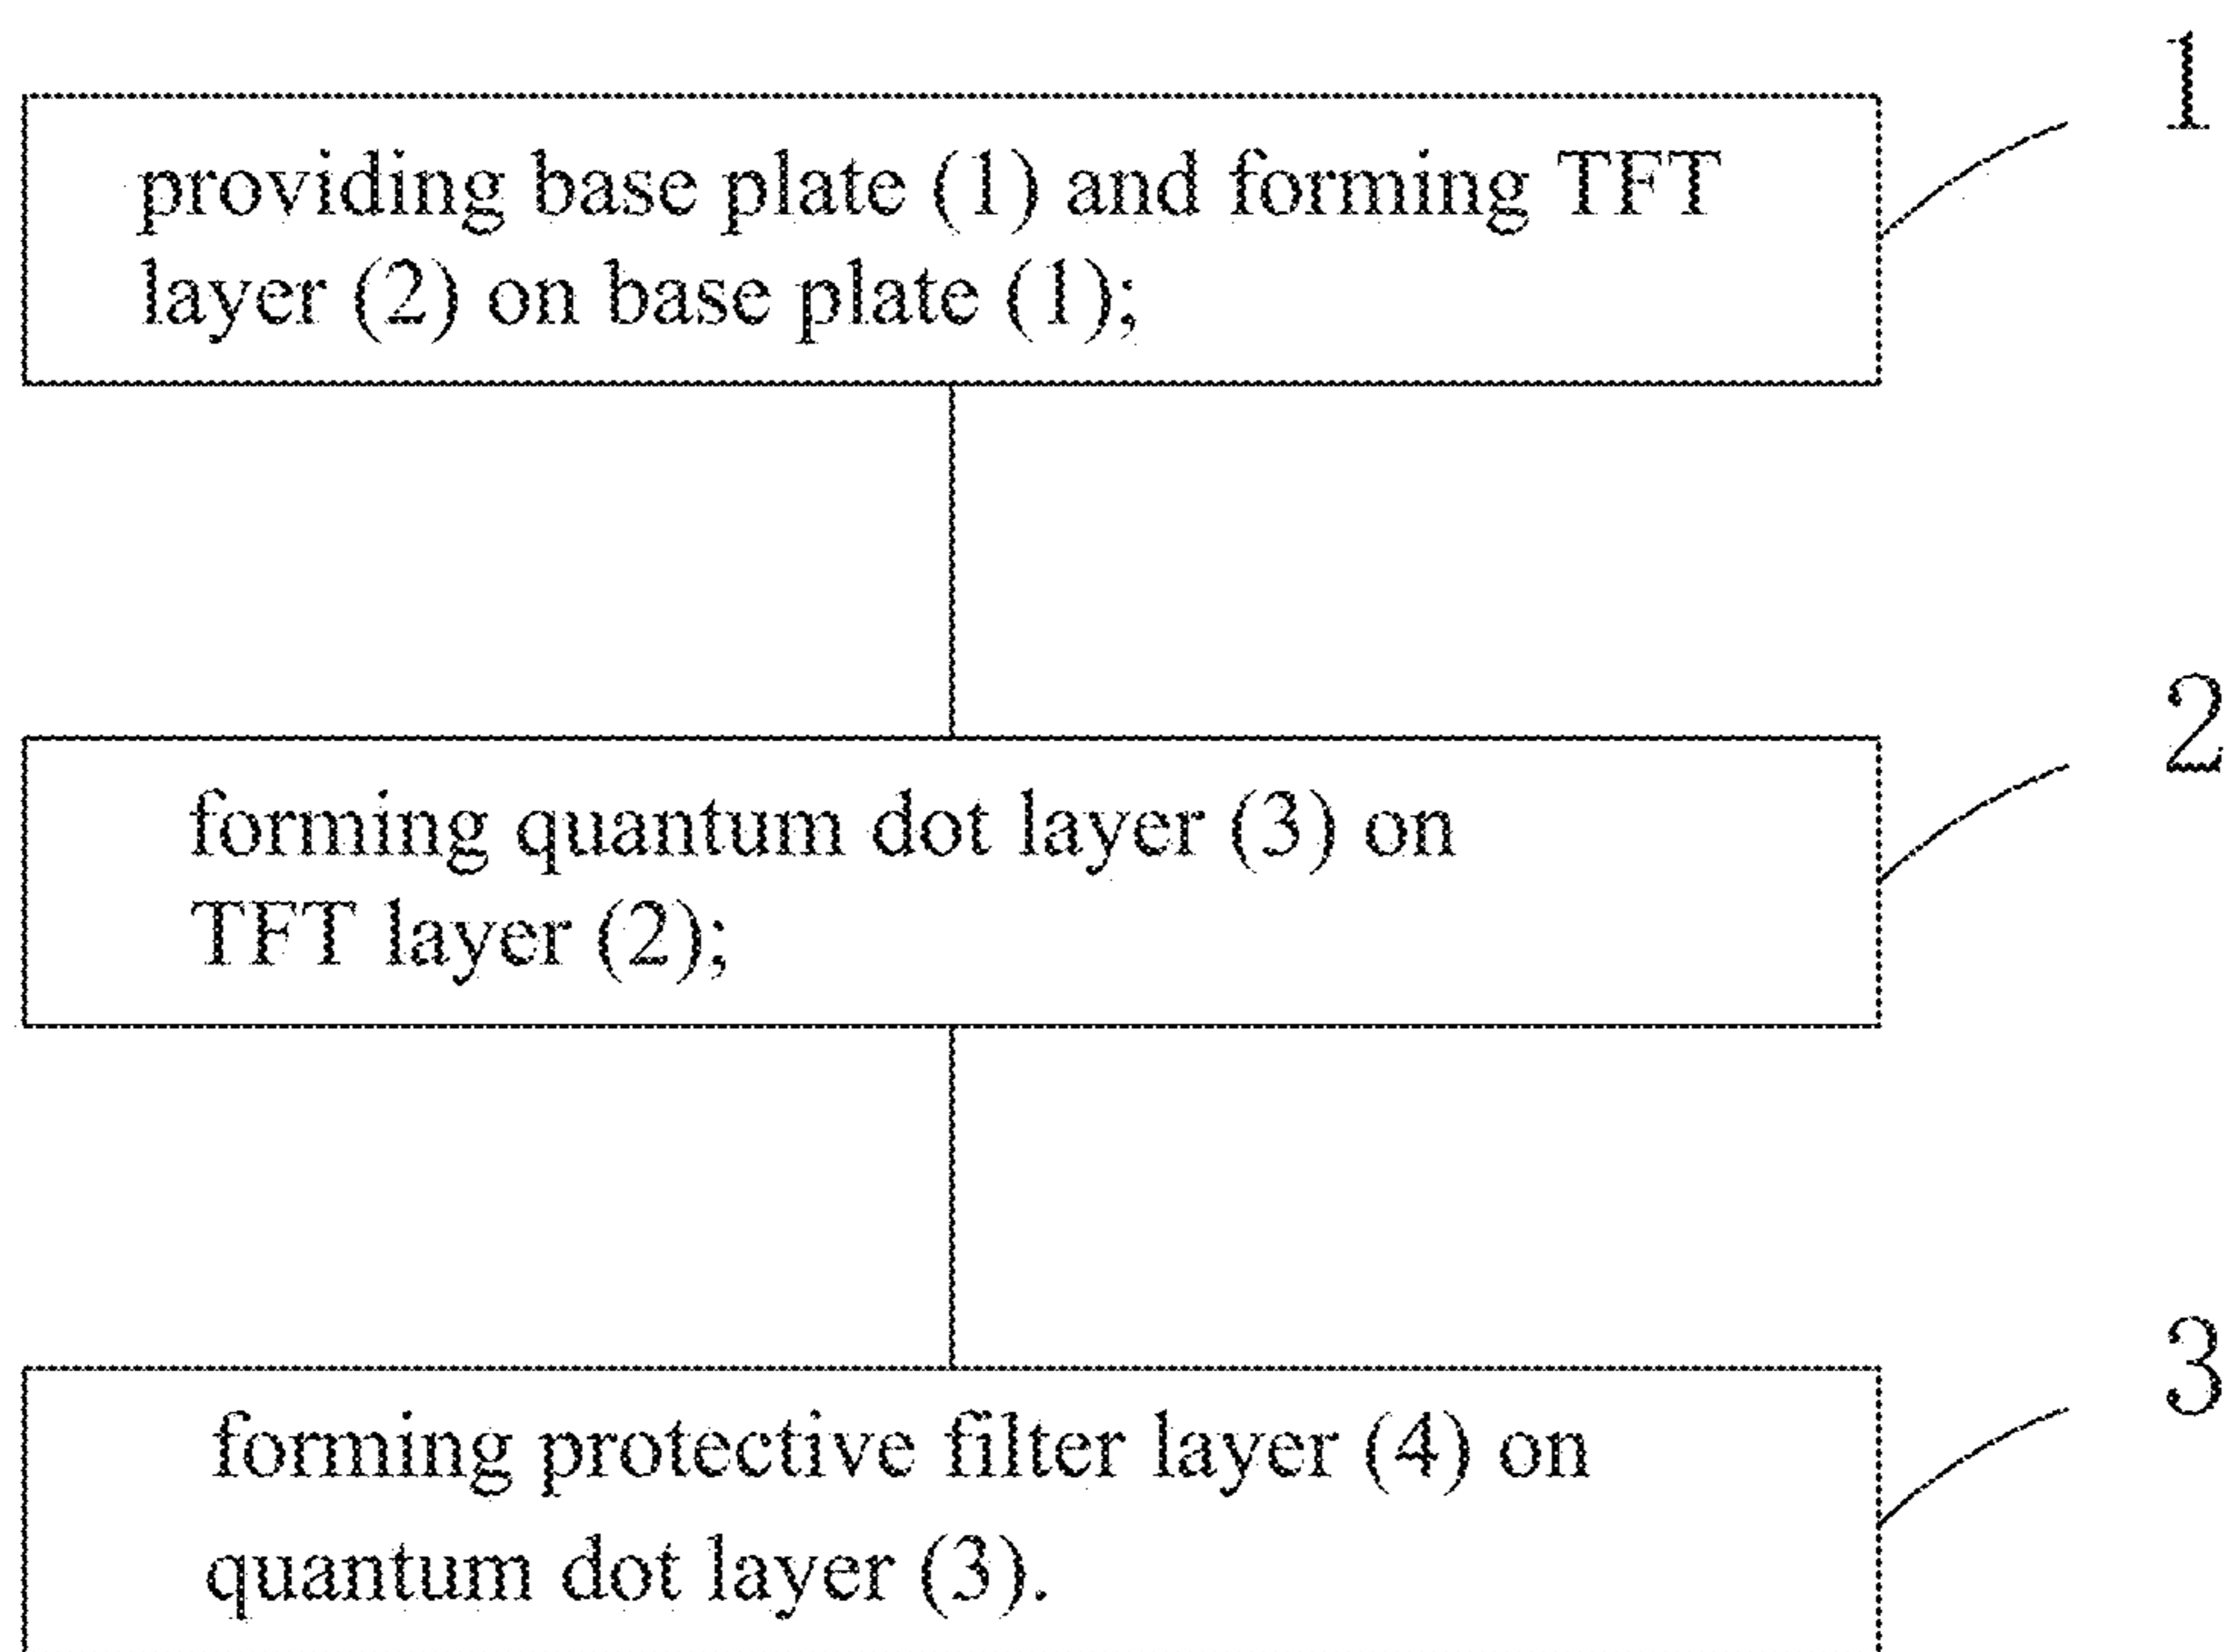 1
providing base plate (1) and forming TFT
layer (2) on base plate (1);
2
forming quantum dot layer (3) on
TFT layer (2);
3
forming protective filter layer (4) on
quantum dot layer (3).